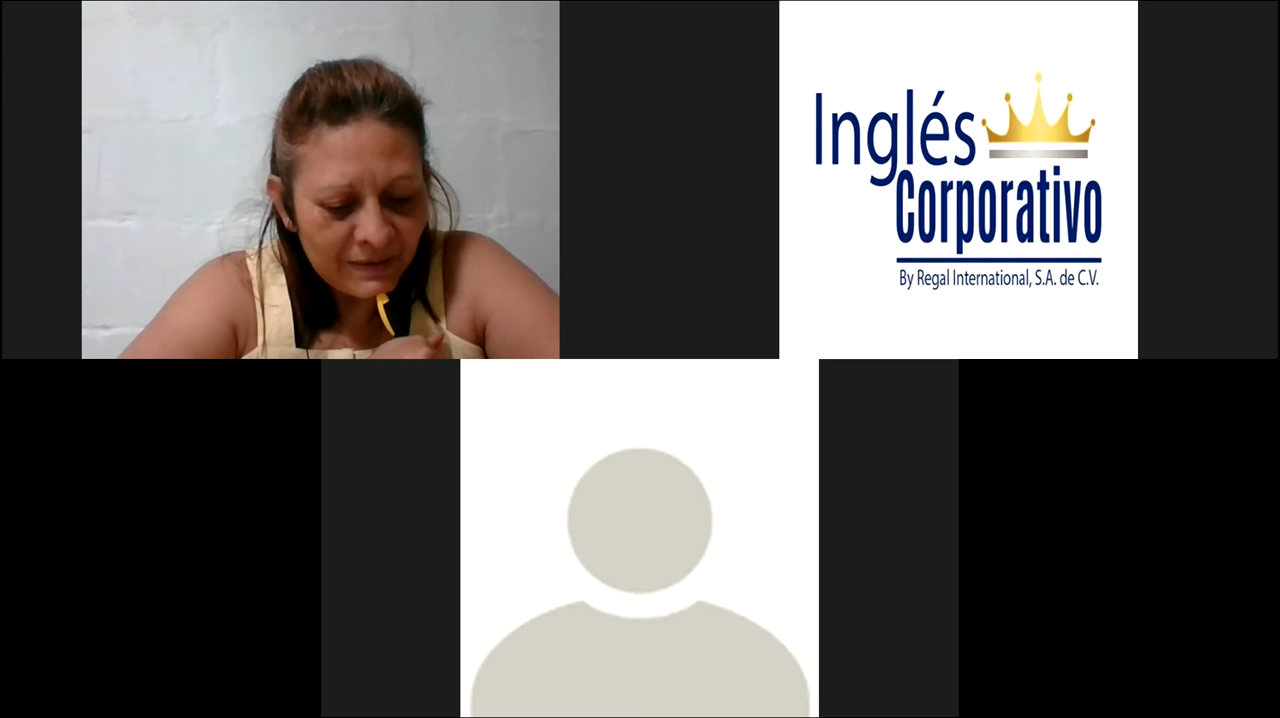 Inglés
Corporativo
By Regal International, S.A. de C.V.